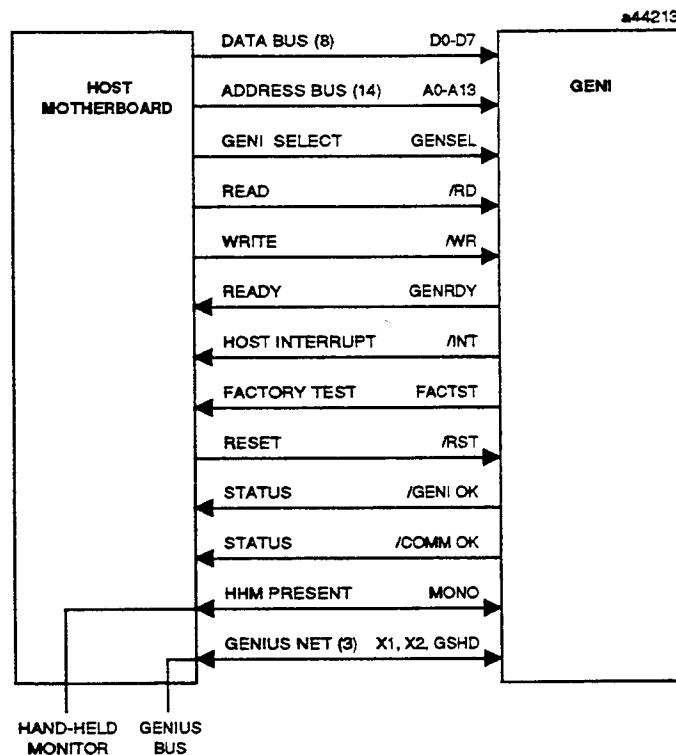 a44213
DATA BUS (8) D0-D7
HOST
MOTHERBOARD
GENI
ADDRESS BUS (14) A0-A13
GENI SELECT GENSEL
READ /RD
WRITE /WR
READY GENRDY
HOST INTERRUPT /INT
FACTORY TEST FACTST
RESET /RST
STATUS /GENI OK
STATUS /COMM OK
HHM PRESENT MONO
GENIUS NET (3) X1, X2, GSHD
HAND-HELD
MONITOR
GENIUS
BUS